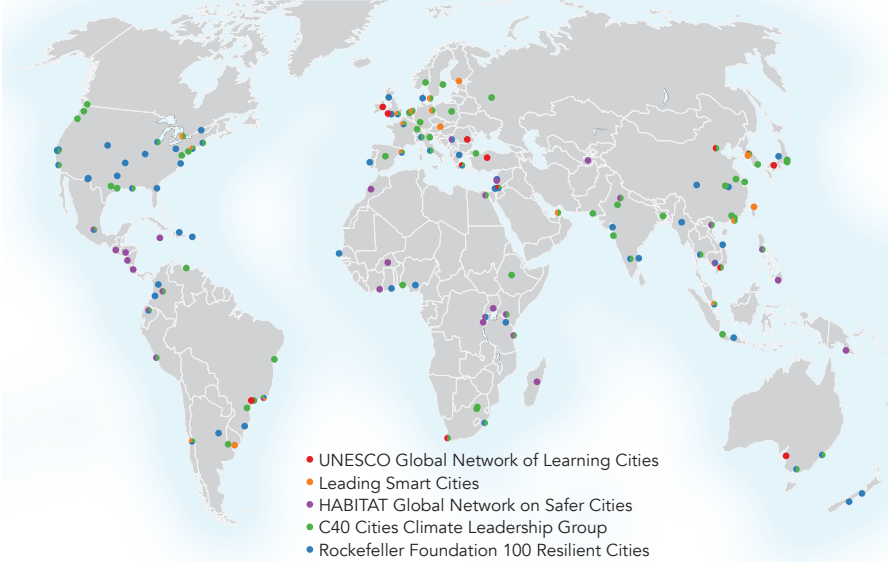 UNESCO Global Network of Learning Cities
Leading Smart Cities
HABITAT Global Network on Safer Cities
C40 Cities Climate Leadership Group
Rockefeller Foundation 100 Resilient Cities